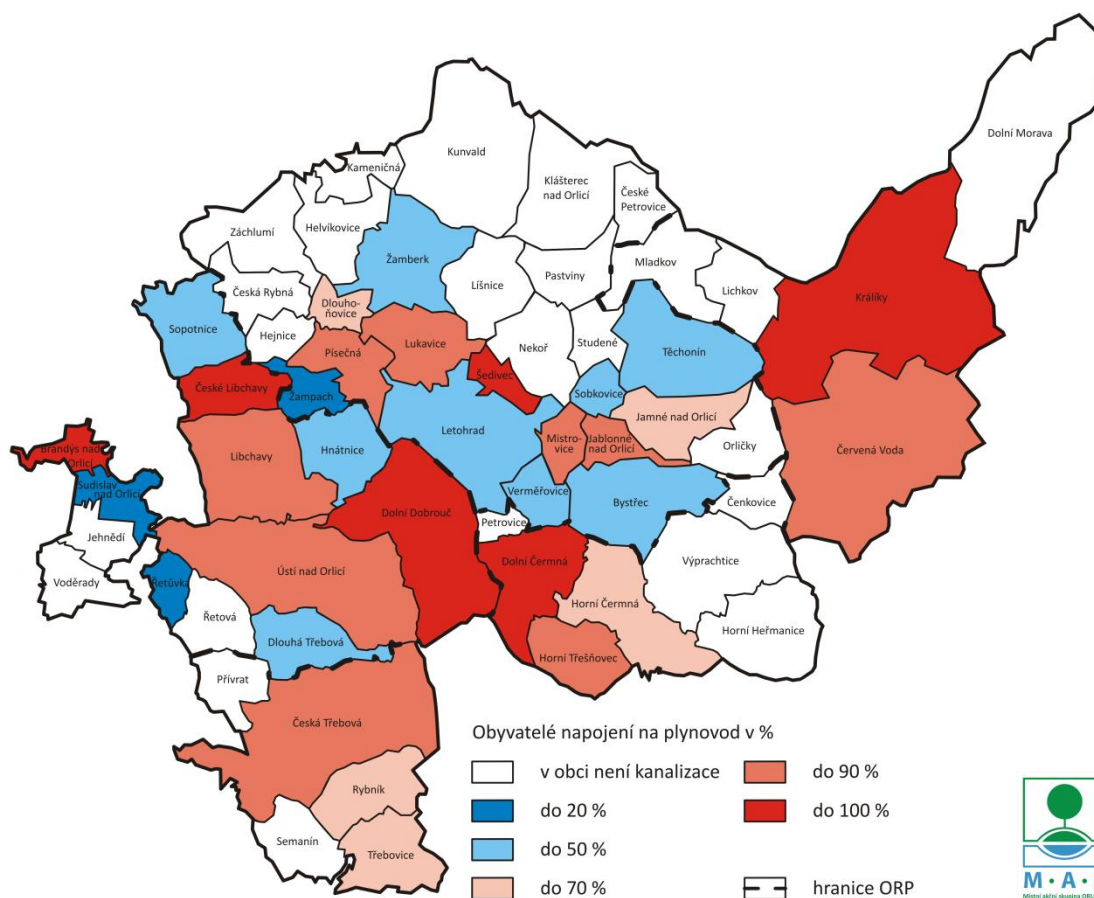 Dolní Morava
Kunvald
Kameničná
Klášterec
nad Orlicí
České
Petrovice
Helvíkovice
Záchlumí
Žamberk
Mladkov
Pastviny
Líšnice
Lichkov
Česká Rybná
Králíky
Dlouho-
ňovice
Sopotnice
Hejnice
Písečná
Lukavice
Nekoř
Studené
Těchonín
Šedivec
České Libchavy
Žampach
Sobkovice
Jamné nad Orlicí
Letohrad
Mistro-
vice
Jablonné
nad Orlicí
Orličky
Hnátnice
Libchavy
Červená Voda
Brandýs nad
Orlicí
Sudislav
nad Orlicí
Verměřovice
Bystřec
Čenkovice
Dolní Dobrouč
Petrovice
Jehnědí
Výprachtice
Dolní Čermná
Voděrady
Řetůvka
Ústí nad Orlicí
Horní Čermná
Řetová
Horní Heřmanice
Dlouhá Třebová
Horní Třešňovec
Přívrat
Česká Třebová
Rybník
Semanín
Třebovice
Obyvatelé napojení na plynovod v %
v obci není kanalizace
do 20 %
do 50 %
do 70 %
do 90 %
do 100 %
hranice ORP
M · A ·
Místní akční skupina